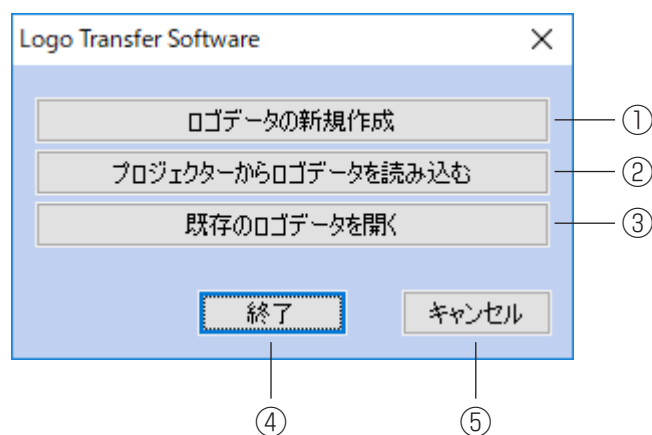 Logo Transfer Software
ロゴデータの新規作成 ①
プロジェクターからロゴデータを読み込む ②
既存のロゴデータを開く ③
終了 キャンセル
④ ⑤